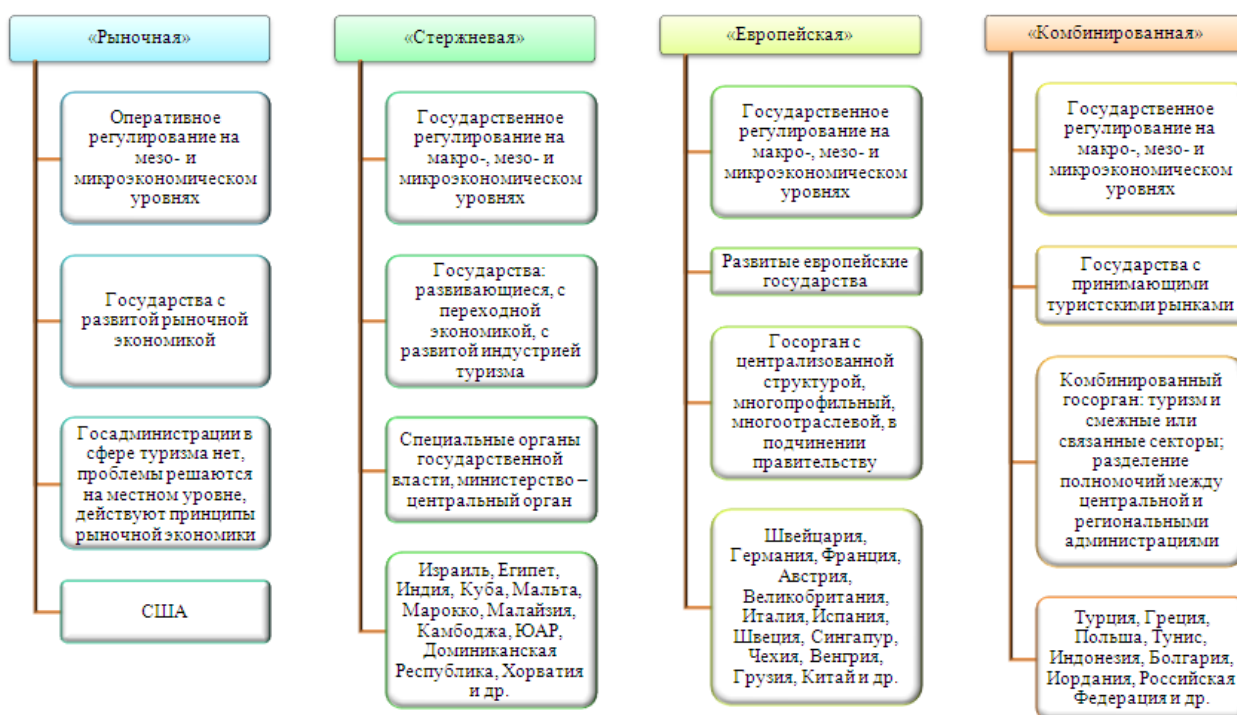 «Рыночная»
Оперативное
регулирование на
мезо- и
микроэкономическом
уровнях
Государства с
развитой рыночной
экономикой
Госадминистрации в
сфере туризма нет,
проблемы решаются
на местном уровне,
действуют принципы
рыночной экономики
США
«Стержневая»
Государственное
регулирование на
макро-, мезо- и
микроэкономическом
уровнях
Государства:
развивающиеся, с
переходной
экономикой, с
развитой индустрией
туризма
Специальные органы
государственной
власти, министерство –
центральный орган
Израиль, Египет,
Индия, Куба, Мальта,
Марокко, Малайзия,
Камбоджа, ЮАР,
Доминиканская
Республика, Хорватия
и др.
«Европейская»
Государственное
регулирование на
макро-, мезо- и
микроэкономическом
уровнях
Развитые европейские
государства
Госорган с
централизованной
структурой,
многопрофильный,
многоотраслевой, в
подчинении
правительству
Швейцария,
Германия, Франция,
Австрия,
Великобритания,
Италия, Испания,
Швеция, Сингапур,
Чехия, Венгрия,
Грузия, Китай и др.
«Комбинированная»
Государственное
регулирование на
макро-, мезо- и
микроэкономическом
уровнях
Государства с
принимающими
туристскими рынками
Комбинированный
госорган: туризм и
смежные или
связанные секторы;
разделение
полномочий между
центральной и
региональными
администрациями
Турция, Греция,
Польша, Тунис,
Индонезия, Болгария,
Иордания, Российская
Федерация и др.